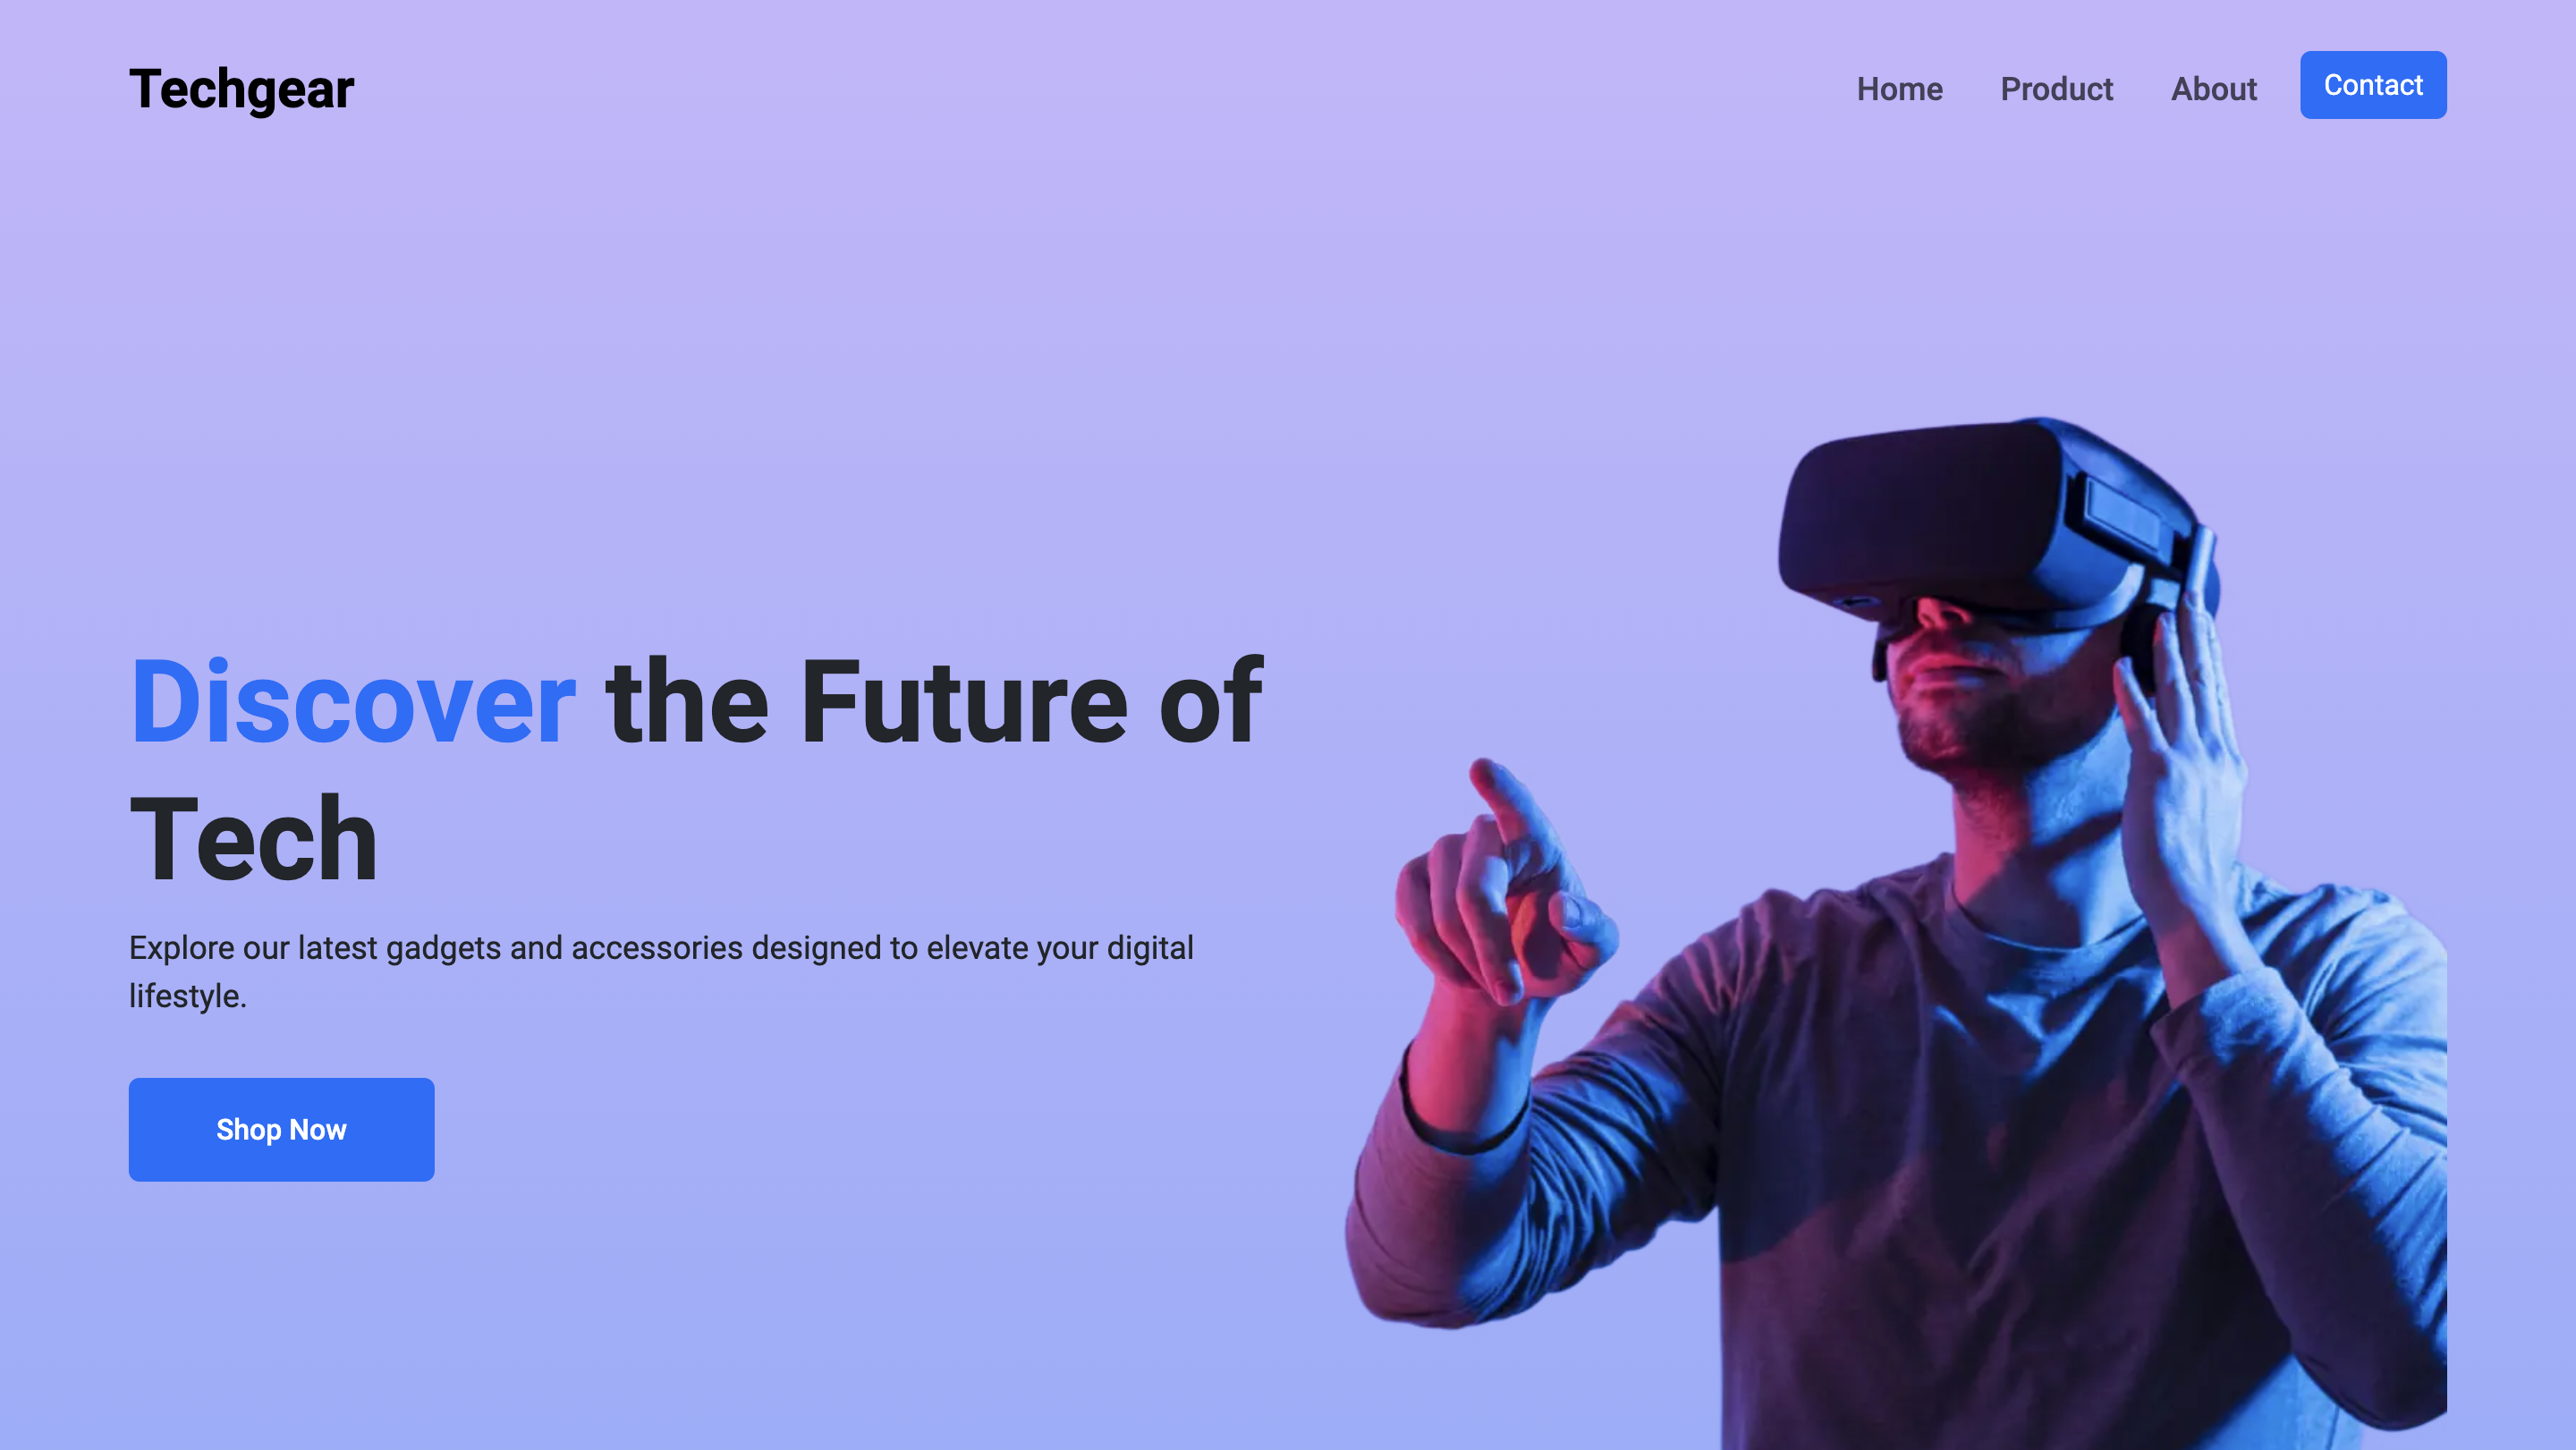 Techgear
Home Product About Contact
Discover the Future of
Tech
Explore our latest gadgets and accessories designed to elevate your digital
lifestyle.
Shop Now